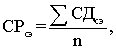 СРсэ = ∑ СДсэ / n,